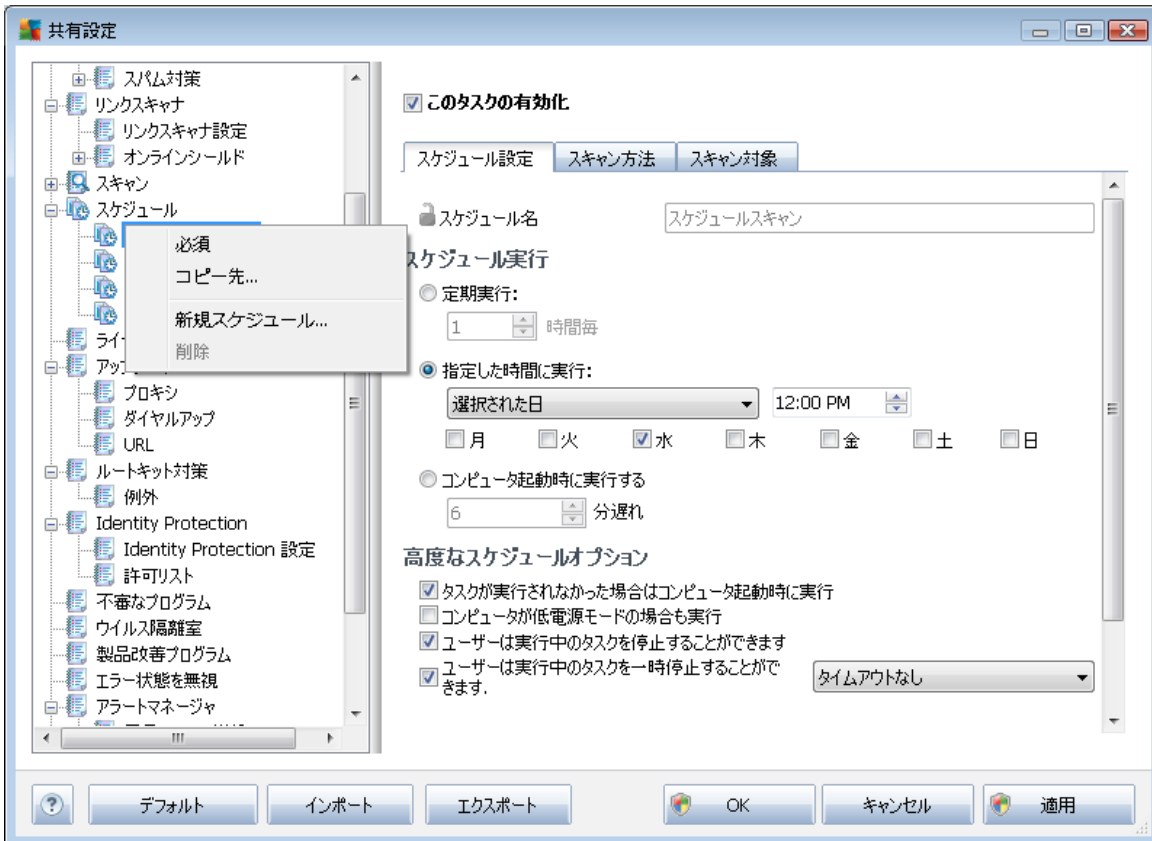 共有設定
スパム対策
リンクスキャナ
リンクスキャナ設定
オンラインシールド
スキャン
スケジュール
必須
コピー先...
新規スケジュール...
削除
プロキシ
ダイヤルアップ
URL
ルートキット対策
例外
Identity Protection
Identity Protection 設定
許可リスト
不審なプログラム
ウイルス隔離室
製品改善プログラム
エラー状態を無視
アラートマネージャ
このタスクの有効化
スケジュール設定 スキャン方法 スキャン対象
スケジュール名 スケジュールスキャン
スケジュール実行
定期実行:
1 時間毎
指定した時間に実行:
選択された日 12:00 PM
月 火 水 木 金 土 日
コンピュータ起動時に実行する
6 分遅れ
高度なスケジュールオプション
タスクが実行されなかった場合はコンピュータ起動時に実行
コンピュータが低電源モードの場合も実行
ユーザーは実行中のタスクを停止することができます
ユーザーは実行中のタスクを一時停止することがで
きます.
タイムアウトなし
? デフォルト インポート エクスポート OK キャンセル 適用